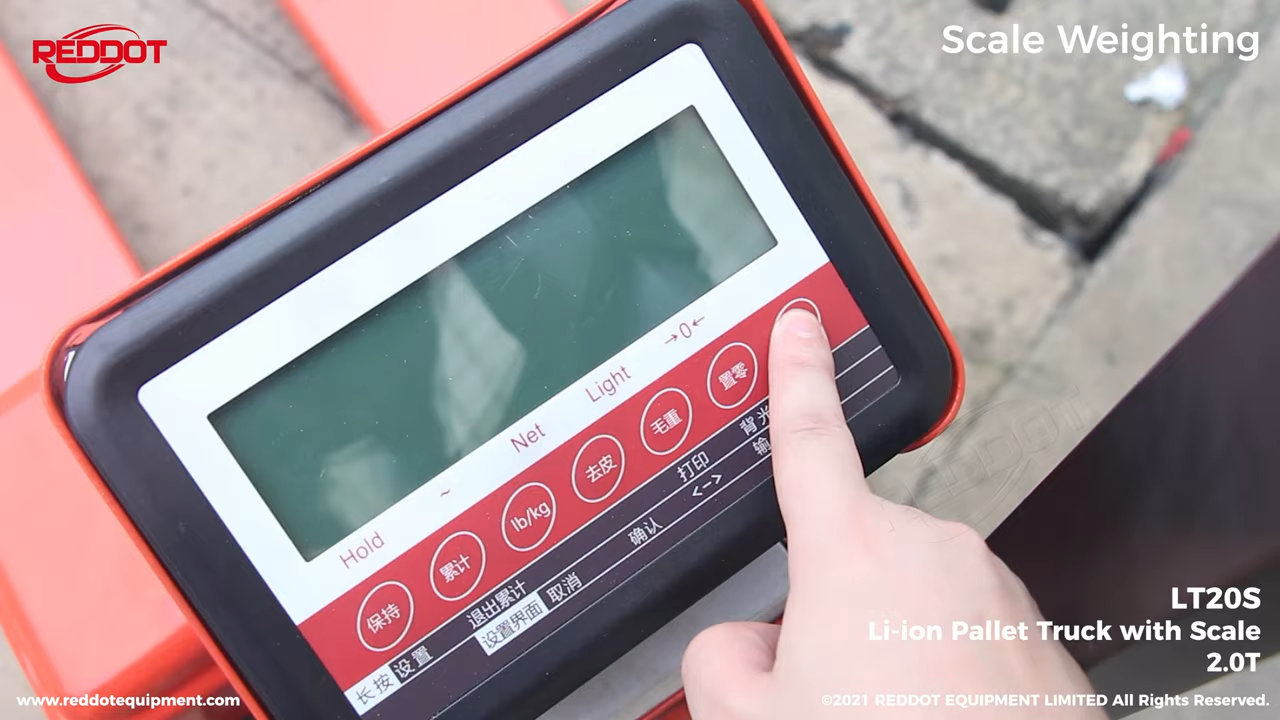 REDDOT
Scale Weighting
Hold
~
Net
Light
→0←
保持
累计
lb/kg
去皮
毛重
置零
退出累计
打印
背光
长按
设置
设置界面
取消
确认
<->
输
REDDOT
LT20S
Li-ion Pallet Truck with Scale
2.0T
www.reddotequipment.com
©2021 REDDOT EQUIPMENT LIMITED All Rights Reserved.